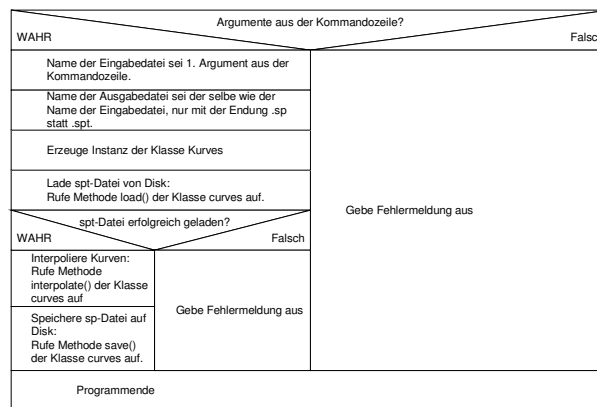 Argumente aus der Kommandozeile?
WAHR
Falsch
Name der Eingabedatei sei 1. Argument aus der
Kommandozeile.
Name der Ausgabedatei sei der selbe wie der
Name der Eingabedatei, nur mit der Endung .sp
statt .spt.
Erzeuge Instanz der Klasse Kurves
Lade spt-Datei von Disk:
Rufe Methode load() der Klasse curves auf.
Gebe Fehlermeldung aus
spt-Datei erfolgreich geladen?
WAHR
Falsch
Interpoliere Kurven:
Rufe Methode
interpolate() der Klasse
curves auf
Speichere sp-Datei auf
Disk:
Rufe Methode save()
der Klasse curves auf.
Gebe Fehlermeldung aus
Programmende